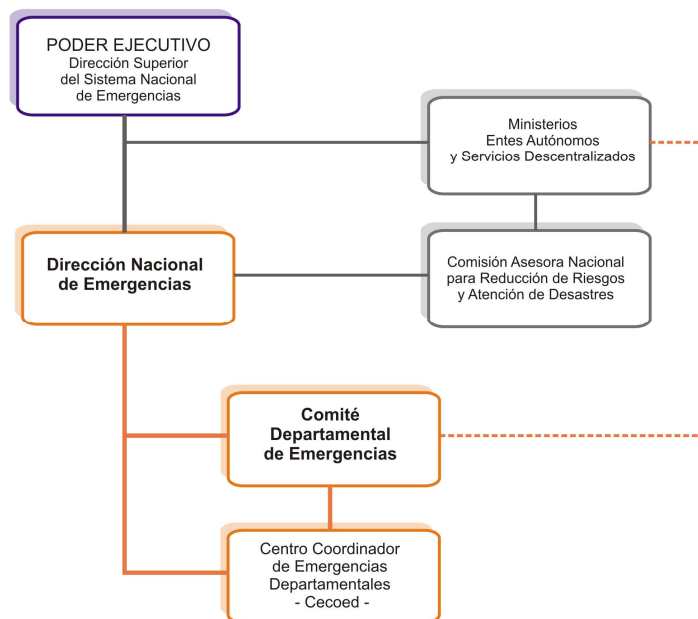 PODER EJECUTIVO
Dirección Superior
del Sistema Nacional
de Emergencias
Ministerios
Entes Autónomos
y Servicios Descentralizados
Dirección Nacional
de Emergencias
Comisión Asesora Nacional
para Reducción de Riesgos
y Atención de Desastres
Comité
Departamental
de Emergencias
Centro Coordinador
de Emergencias
Departamentales
- Cecoed -